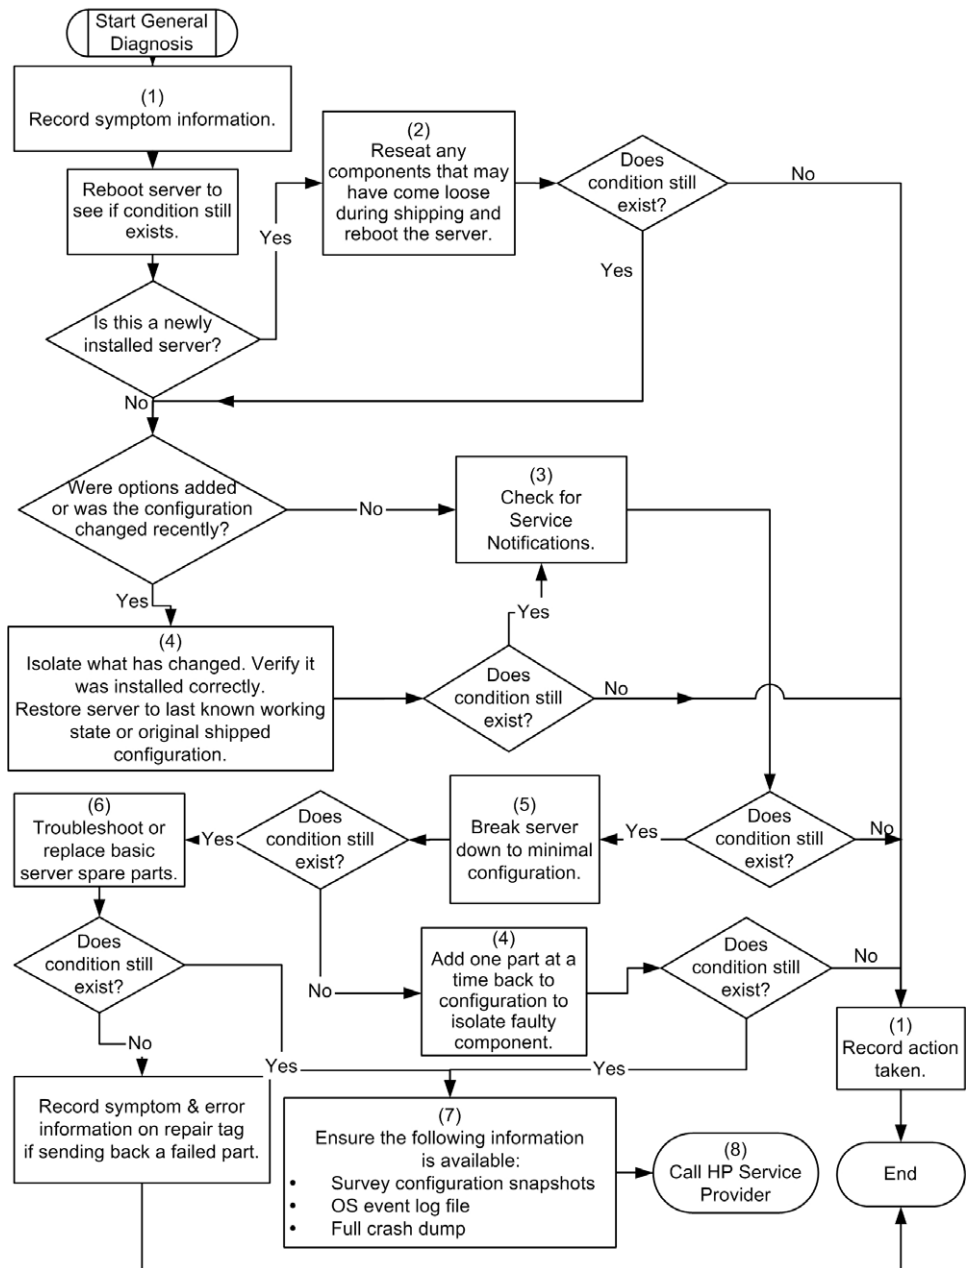 Start General
Diagnosis
(1)
Record symptom information.
Reboot server to
see if condition still
exists.
Is this a newly
installed server?
Yes
(2)
Reseat any
components that may
have come loose
during shipping and
reboot the server.
Does
condition still
exist?
No
Yes
No
Were options added
or was the configuration
changed recently?
No
(3)
Check for
Service
Notifications.
Yes
(4)
Isolate what has changed. Verify it
was installed correctly.
Restore server to last known working
state or original shipped
configuration.
Yes
Does
condition still
exist?
No
Does
condition still
exist?
No
Yes
(5)
Break server
down to minimal
configuration.
Does
condition still
exist?
Yes
(6)
Troubleshoot or
replace basic
server spare parts.
No
(4)
Add one part at a
time back to
configuration to
isolate faulty
component.
Does
condition still
exist?
No
Yes
Does
condition still
exist?
No
Yes
Record symptom & error
information on repair tag
if sending back a failed part.
(7)
Ensure the following information
is available:
• Survey configuration snapshots
• OS event log file
• Full crash dump
(8)
Call HP Service
Provider
(1)
Record action
taken.
End